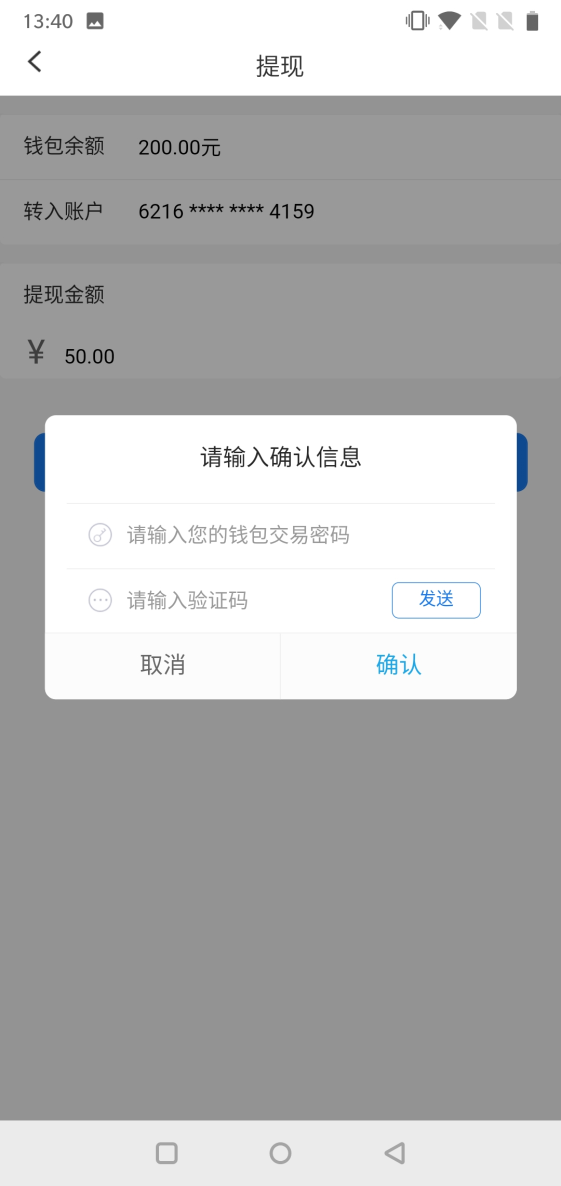 13:40
提现
钱包余额 200.00元
转入账户 6216 **** **** 4159
提现金额
¥ 50.00
请输入确认信息
请输入您的钱包交易密码
请输入验证码 发送
取消 确认